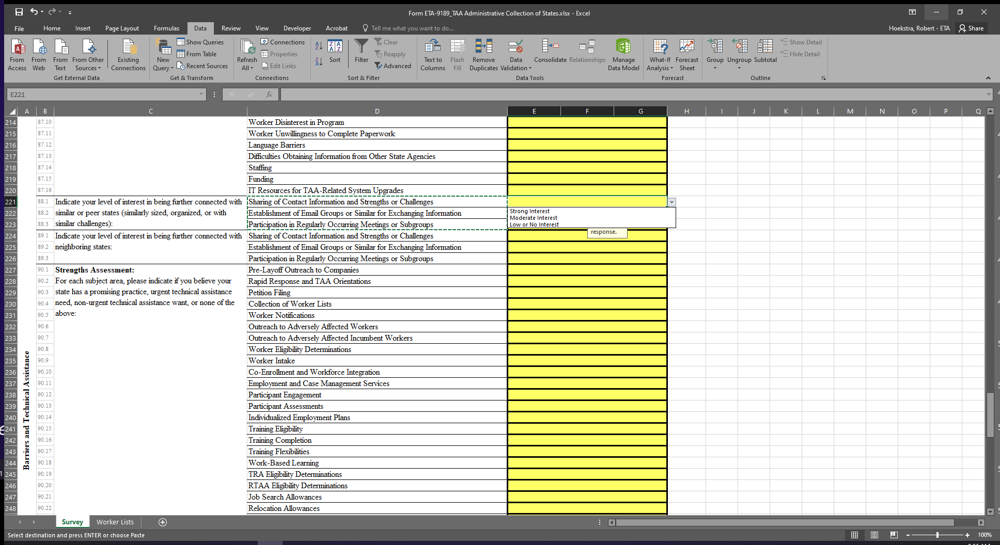 Form ETA-9189_TAA Administrative Collection of States.xlsx - Excel
File Home Insert Page Layout Formulas Data Review View Developer Acrobat Tell me what you want to do... Hoekstra, Robert - ETA Share
From Access
From Web
From Text
From Other Sources
Existing Connections
Get External Data
New Query
Show Queries
From Table
Recent Sources
Get & Transform
Refresh All
Connections
Properties
Edit Links
Connections
Sort
Filter
Clear
Reapply
Advanced
Sort & Filter
Text to Columns
Flash Fill
Remove Duplicates
Data Validation
Consolidate
Relationships
Manage Data Model
Data Tools
What-If Analysis
Forecast Sheet
Forecast
Group
Ungroup
Subtotal
Show Detail
Hide Detail
Outline
E221
fx
A B C D E F G H I J K L M N O P Q
214 87.10 Worker Disinterest in Program
215 87.11 Worker Unwillingness to Complete Paperwork
216 87.12 Language Barriers
217 87.13 Difficulties Obtaining Information from Other State Agencies
218 87.14 Staffing
219 87.15 Funding
220 87.16 IT Resources for TAA-Related System Upgrades
221 88.1 Indicate your level of interest in being further connected with Sharing of Contact Information and Strengths or Challenges
222 88.2 similar or peer states (similarly sized, organized, or with Establishment of Email Groups or Similar for Exchanging Information
223 88.3 similar challenges): Participation in Regularly Occurring Meetings or Subgroups
Strong Interest
Moderate Interest
Low or No Interest
response.
224 89.1 Indicate your level of interest in being further connected with Sharing of Contact Information and Strengths or Challenges
225 89.2 neighboring states: Establishment of Email Groups or Similar for Exchanging Information
226 89.3 Participation in Regularly Occurring Meetings or Subgroups
227 90.1 Strengths Assessment: Pre-Layoff Outreach to Companies
228 90.2 For each subject area, please indicate if you believe your Rapid Response and TAA Orientations
229 90.3 state has a promising practice, urgent technical assistance Petition Filing
230 90.4 need, non-urgent technical assistance want, or none of the Collection of Worker Lists
231 90.5 above: Worker Notifications
232 90.6 Outreach to Adversely Affected Workers
233 90.7 Outreach to Adversely Affected Incumbent Workers
234 90.8 Worker Eligibility Determinations
235 90.9 Worker Intake
236 90.10 Co-Enrollment and Workforce Integration
237 90.11 Employment and Case Management Services
238 90.12 Participant Engagement
239 90.13 Participant Assessments
240 90.14 Individualized Employment Plans
241 90.15 Training Eligibility
242 90.16 Training Completion
243 90.17 Training Flexibilities
244 90.18 Work-Based Learning
245 90.19 TRA Eligibility Determinations
246 90.20 RTAA Eligibility Determinations
247 90.21 Job Search Allowances
248 90.22 Relocation Allowances
Barriers and Technical Assistance
Survey Worker Lists
Select destination and press ENTER or choose Paste
100%